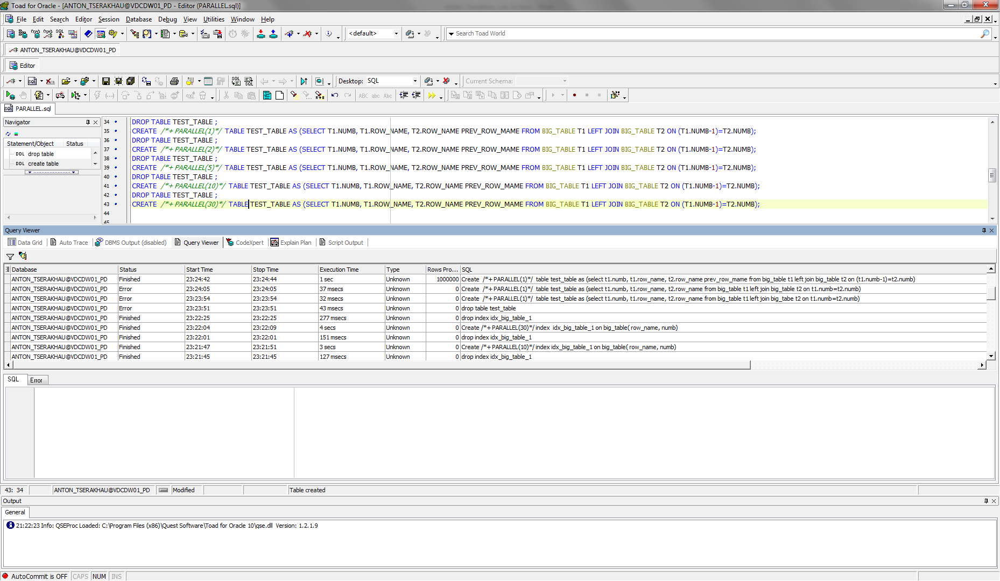 Toad for Oracle - [ANTON_TSERAKHAU@VDCDW01_PD - Editor (PARALLEL.sql)]
File Edit Search Editor Session Database Debug View Utilities Window Help
<default> Search Toad World
ANTON_TSERAKHAU@VDCDW01_PD
Editor
Desktop: SQL Current Schema:
PARALLEL.sql
Navigator
Statement/Object Status
DDL drop table
DDL create table
34 DROP TABLE TEST_TABLE ;
35 CREATE /*+ PARALLEL(1)*/ TABLE TEST_TABLE AS (SELECT T1.NUMB, T1.ROW_NAME, T2.ROW_NAME PREV_ROW_MAME FROM BIG_TABLE T1 LEFT JOIN BIG_TABLE T2 ON (T1.NUMB-1)=T2.NUMB);
36 DROP TABLE TEST_TABLE ;
37 CREATE /*+ PARALLEL(2)*/ TABLE TEST_TABLE AS (SELECT T1.NUMB, T1.ROW_NAME, T2.ROW_NAME PREV_ROW_MAME FROM BIG_TABLE T1 LEFT JOIN BIG_TABLE T2 ON (T1.NUMB-1)=T2.NUMB);
38 DROP TABLE TEST_TABLE ;
39 CREATE /*+ PARALLEL(5)*/ TABLE TEST_TABLE AS (SELECT T1.NUMB, T1.ROW_NAME, T2.ROW_NAME PREV_ROW_MAME FROM BIG_TABLE T1 LEFT JOIN BIG_TABLE T2 ON (T1.NUMB-1)=T2.NUMB);
40 DROP TABLE TEST_TABLE ;
41 CREATE /*+ PARALLEL(10)*/ TABLE TEST_TABLE AS (SELECT T1.NUMB, T1.ROW_NAME, T2.ROW_NAME PREV_ROW_MAME FROM BIG_TABLE T1 LEFT JOIN BIG_TABLE T2 ON (T1.NUMB-1)=T2.NUMB);
42 DROP TABLE TEST_TABLE ;
43 CREATE /*+ PARALLEL(30)*/ TABLE TEST_TABLE AS (SELECT T1.NUMB, T1.ROW_NAME, T2.ROW_NAME PREV_ROW_MAME FROM BIG_TABLE T1 LEFT JOIN BIG_TABLE T2 ON (T1.NUMB-1)=T2.NUMB);
44
45
Query Viewer
Data Grid Auto Trace DBMS Output (disabled) Query Viewer CodeXpert Explain Plan Script Output
Database Status Start Time Stop Time Execution Time Type Rows Pro... SQL
ANTON_TSERAKHAU@VDCDW01_PD Finished 23:24:42 23:24:44 1 sec Unknown 1000000 Create /*+ PARALLEL(1)*/ table test_table as (select t1.numb, t1.row_name, t2.row_name prev_row_mame from big_table t1 left join big_table t2 on (t1.numb-1)=t2.numb)
ANTON_TSERAKHAU@VDCDW01_PD Error 23:24:05 23:24:05 37 msecs Unknown 0 Create /*+ PARALLEL(1)*/ table test_table as (select t1.numb, t1.row_name, t2.row_name from big_table t1 left join big_table t2 on t1.numb=t2.numb)
ANTON_TSERAKHAU@VDCDW01_PD Error 23:23:54 23:23:54 32 msecs Unknown 0 Create /*+ PARALLEL(1)*/ table test_table as (select t1.numb, t1.row_name, t2.row_name from big_table t1 left join big_tabe t2 on t1.numb=t2.numb)
ANTON_TSERAKHAU@VDCDW01_PD Error 23:23:51 23:23:51 43 msecs Unknown 0 drop table test_table
ANTON_TSERAKHAU@VDCDW01_PD Finished 23:22:25 23:22:25 277 msecs Unknown 0 drop index idx_big_table_1
ANTON_TSERAKHAU@VDCDW01_PD Finished 23:22:04 23:22:09 4 secs Unknown 0 Create /*+ PARALLEL(30)*/ index idx_big_table_1 on big_table( row_name, numb)
ANTON_TSERAKHAU@VDCDW01_PD Finished 23:22:01 23:22:01 151 msecs Unknown 0 drop index idx_big_table_1
ANTON_TSERAKHAU@VDCDW01_PD Finished 23:21:47 23:21:51 3 secs Unknown 0 Create /*+ PARALLEL(10)*/ index idx_big_table_1 on big_table( row_name, numb)
ANTON_TSERAKHAU@VDCDW01_PD Finished 23:21:45 23:21:45 127 msecs Unknown 0 drop index idx_big_table_1
SQL Error
43: 34 ANTON_TSERAKHAU@VDCDW01_PD Modified Table created
Output
General
21:22:23 Info: QSEProc Loaded: C:\Program Files (x86)\Quest Software\Toad for Oracle 10\qse.dll Version: 1.2.1.9
AutoCommit is OFF CAPS NUM INS